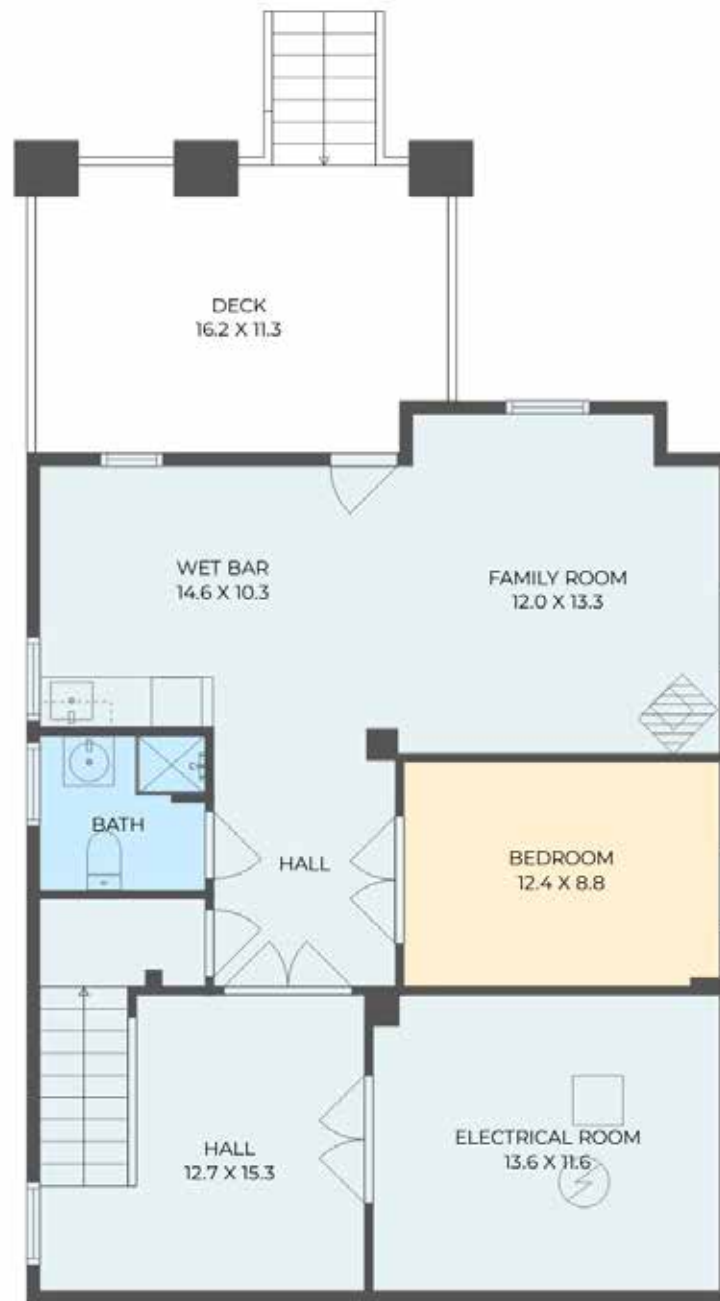 DECK
16.2 X 11.3
WET BAR
14.6 X 10.3
FAMILY ROOM
12.0 X 13.3
BATH
HALL
BEDROOM
12.4 X 8.8
HALL
12.7 X 15.3
ELECTRICAL ROOM
13.6 X 11.6